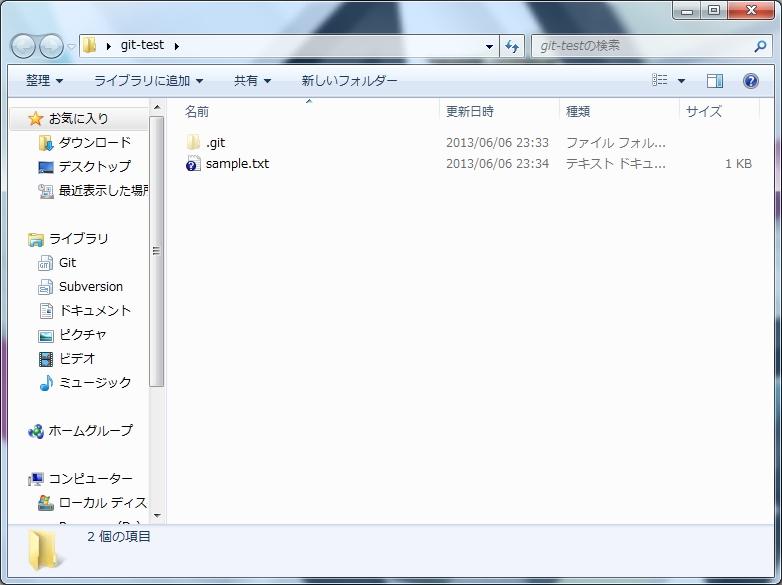 git-test
git-testの検索
整理 ライブラリに追加 共有 新しいフォルダー
名前 更新日時 種類 サイズ
.git 2013/06/06 23:33 ファイル フォル...
sample.txt 2013/06/06 23:34 テキスト ドキュ... 1 KB
お気に入り
ダウンロード
デスクトップ
最近表示した場所
ライブラリ
Git
Subversion
ドキュメント
ピクチャ
ビデオ
ミュージック
ホームグループ
コンピューター
ローカル ディス
2 個の項目